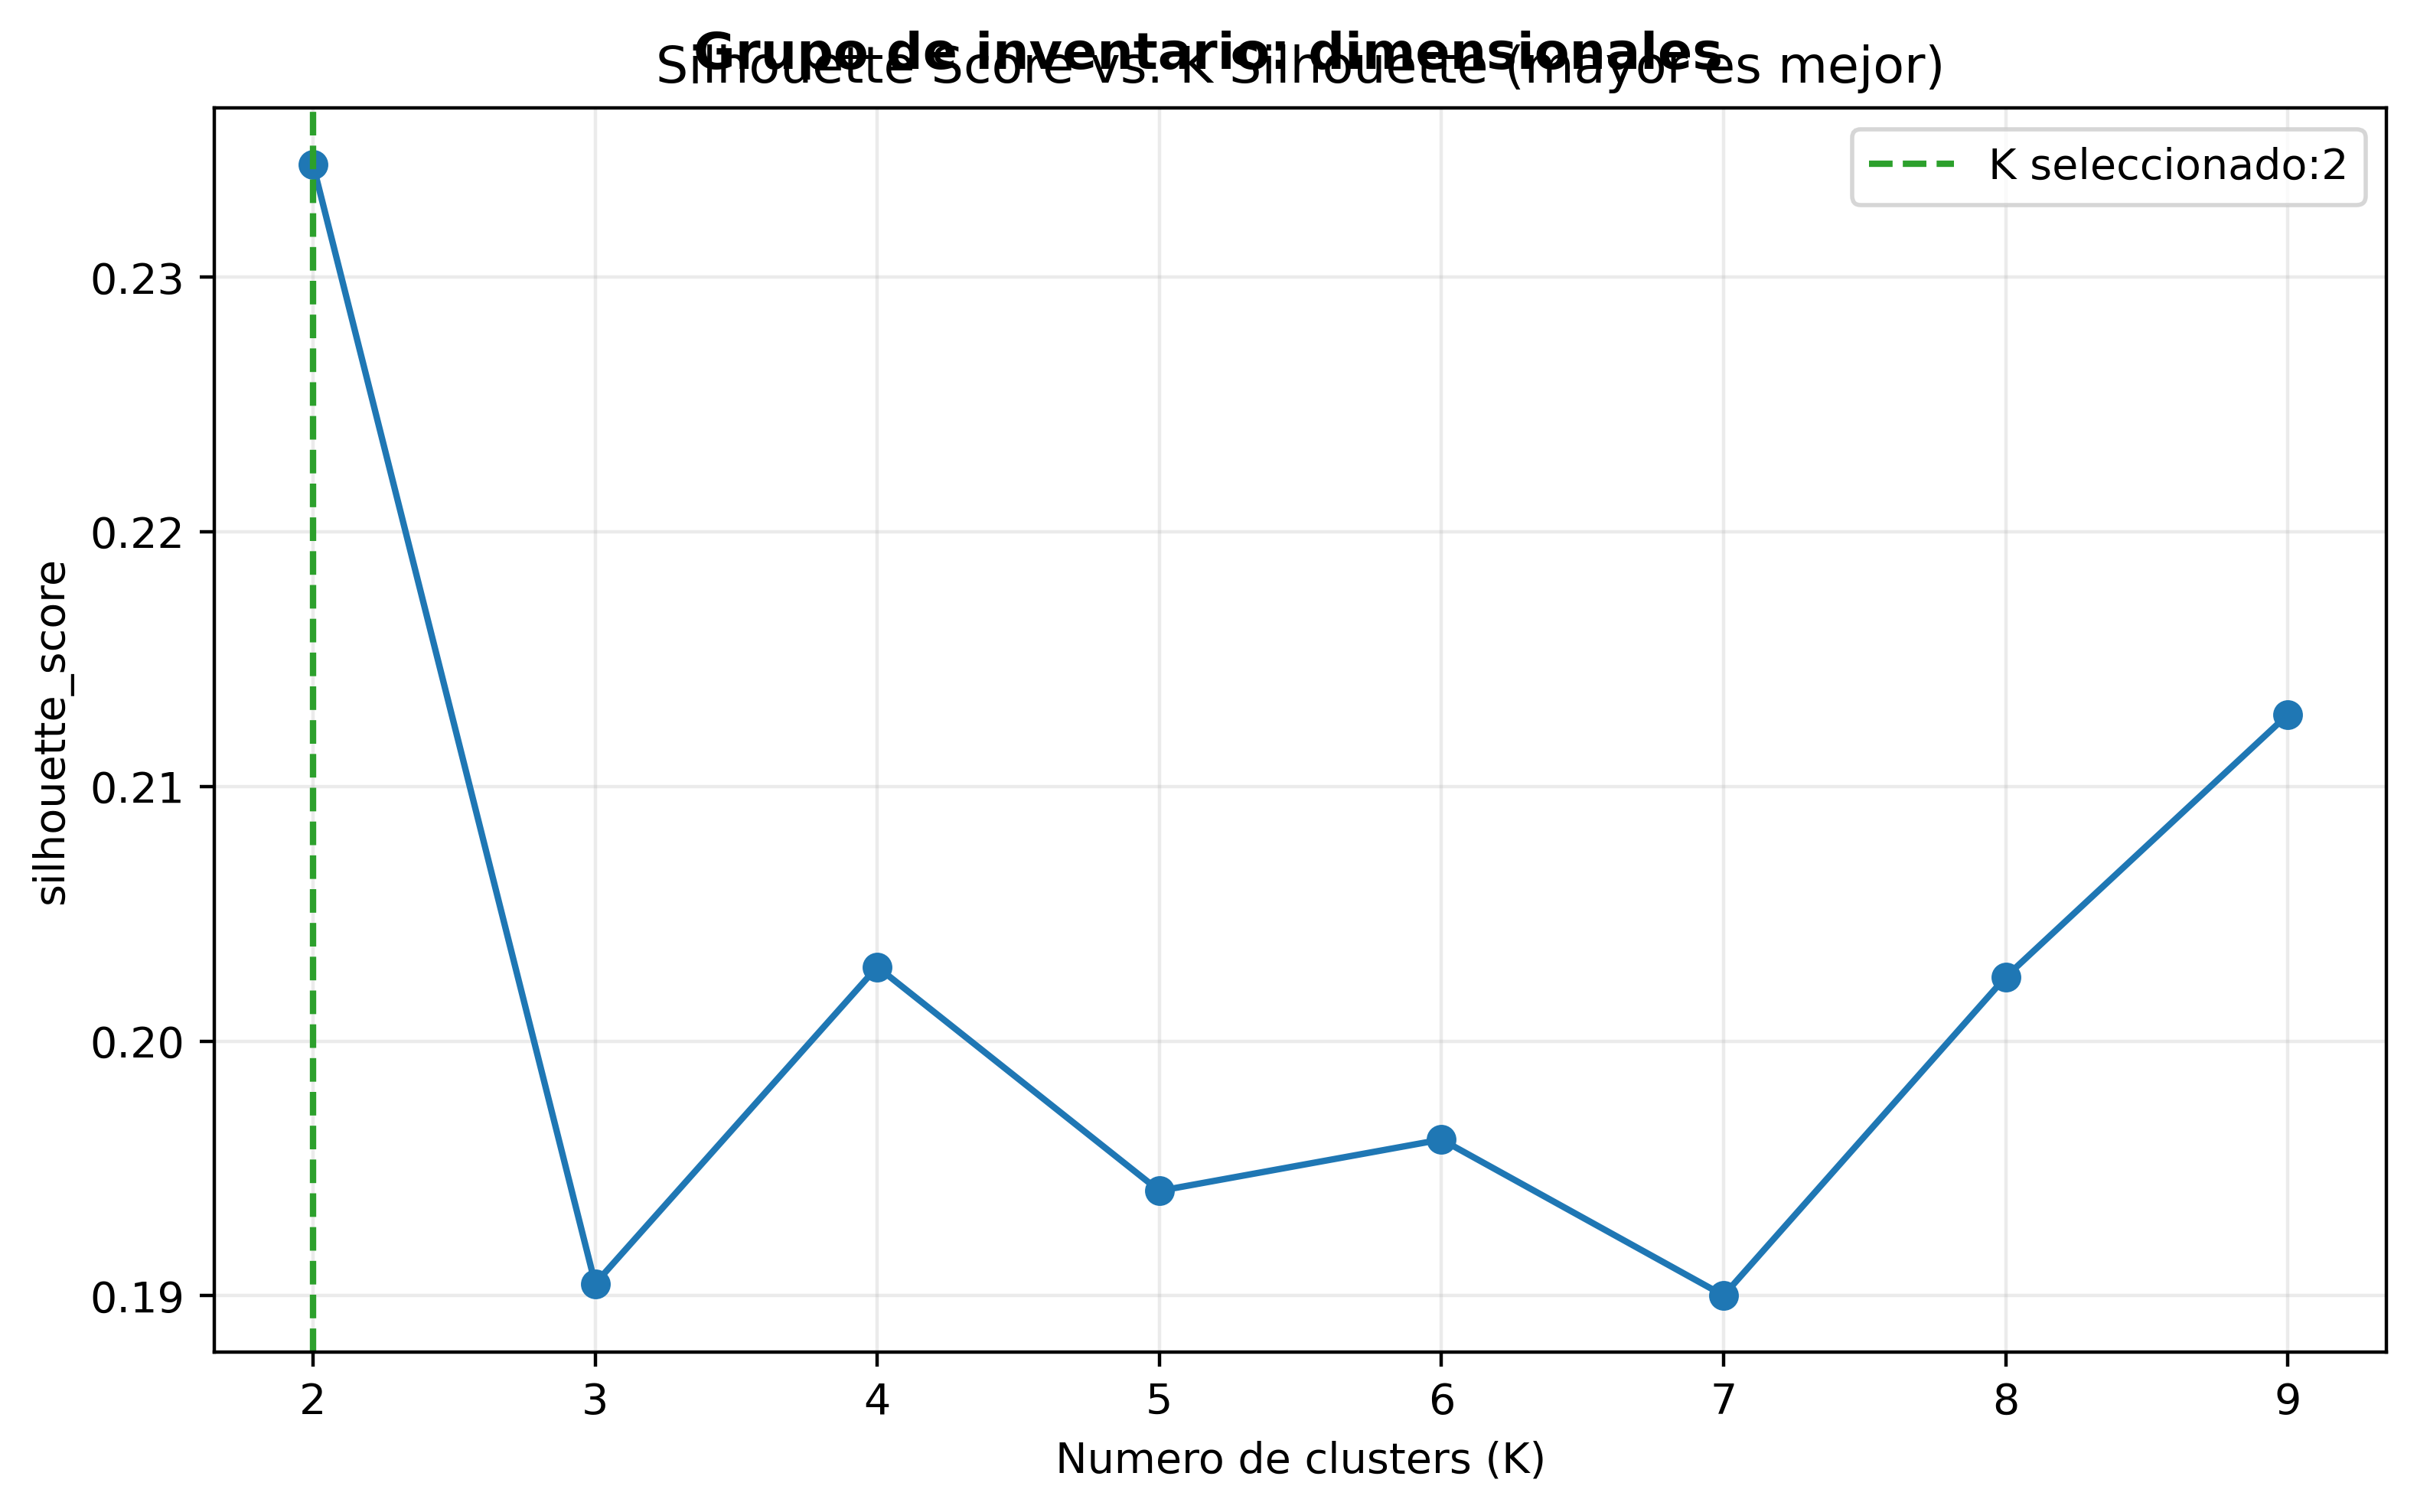 Grupo de inventario: dimensionales
Silhouette Score vs. K Silhouette (mayor es mejor)
K seleccionado:2
silhouette_score
0.23
0.22
0.21
0.20
0.19
2 3 4 5 6 7 8 9
Numero de clusters (K)